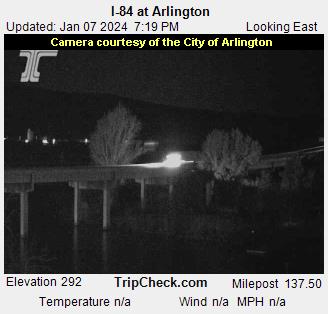 I-84 at Arlington
Updated: Jan 07 2024 7:19 PM Looking East
Camera courtesy of the City of Arlington
Elevation 292 TripCheck.com Milepost 137.50
Temperature n/a Wind n/a MPH n/a